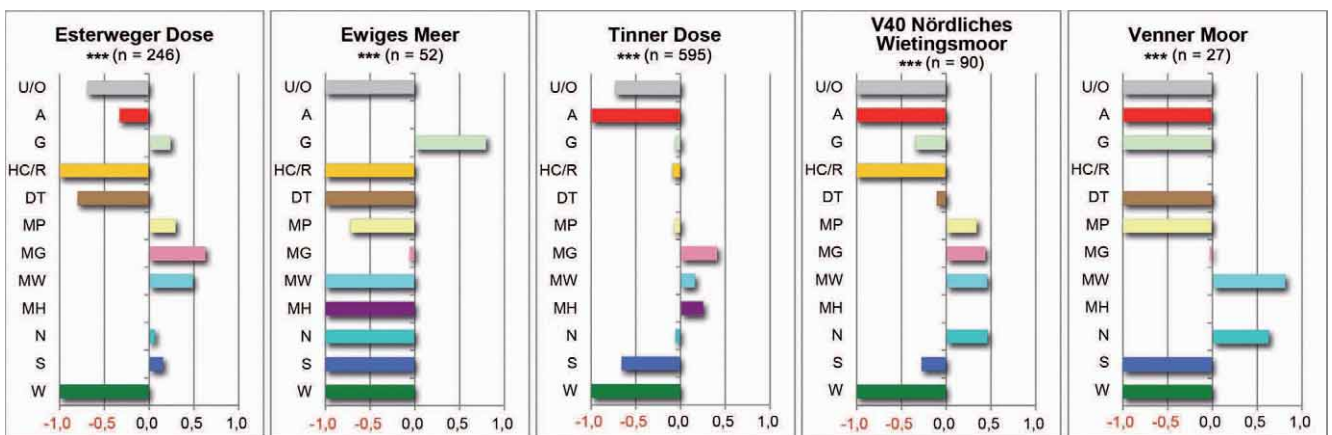 Esterweger Dose
*** (n = 246)
U/O
A
G
HC/R
DT
MP
MG
MW
MH
N
S
W
-1,0 -0,5 0,0 0,5 1,0
Ewiges Meer
*** (n = 52)
U/O
A
G
HC/R
DT
MP
MG
MW
MH
N
S
W
-1,0 -0,5 0,0 0,5 1,0
Tinner Dose
*** (n = 595)
U/O
A
G
HC/R
DT
MP
MG
MW
MH
N
S
W
-1,0 -0,5 0,0 0,5 1,0
V40 Nördliches
Wietingsmoor
*** (n = 90)
U/O
A
G
HC/R
DT
MP
MG
MW
MH
N
S
W
-1,0 -0,5 0,0 0,5 1,0
Venner Moor
*** (n = 27)
U/O
A
G
HC/R
DT
MP
MG
MW
MH
N
S
W
-1,0 -0,5 0,0 0,5 1,0